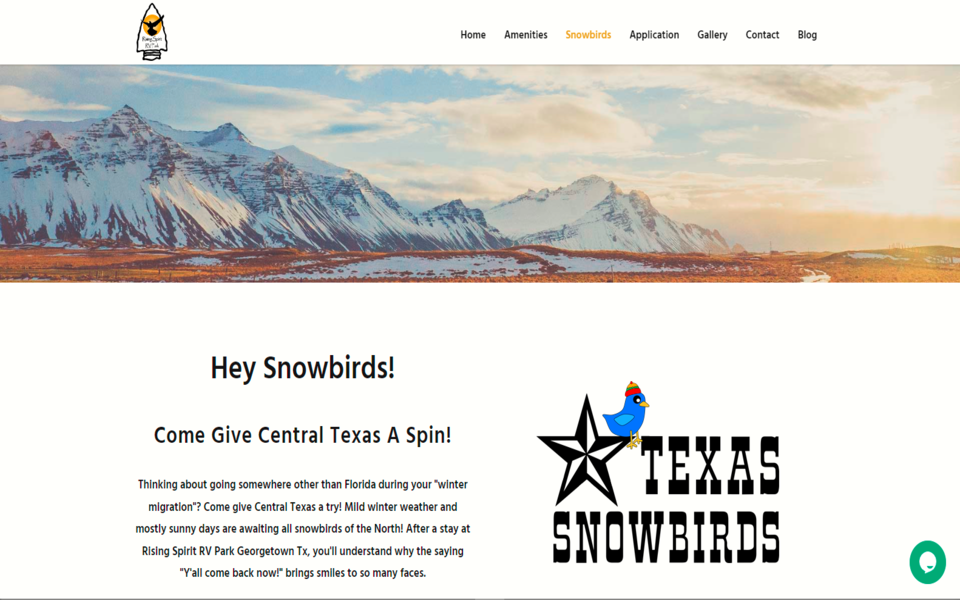 Rising Spirit
RV Park
Home
Amenities
Snowbirds
Application
Gallery
Contact
Blog
Hey Snowbirds!
Come Give Central Texas A Spin!
Thinking about going somewhere other than Florida during your "winter
migration"? Come give Central Texas a try! Mild winter weather and
mostly sunny days are awaiting all snowbirds of the North! After a stay at
Rising Spirit RV Park Georgetown Tx, you'll understand why the saying
"Y'all come back now!" brings smiles to so many faces.
TEXAS
SNOWBIRDS